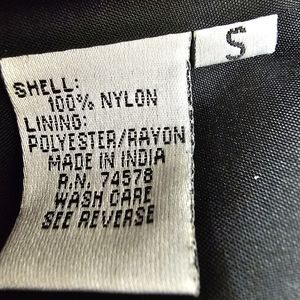 S
SHELL:
100% NYLON
LINING:
POLYESTER/RAYON
MADE IN INDIA
R.N. 74578
WASH CARE
SEE REVERSE